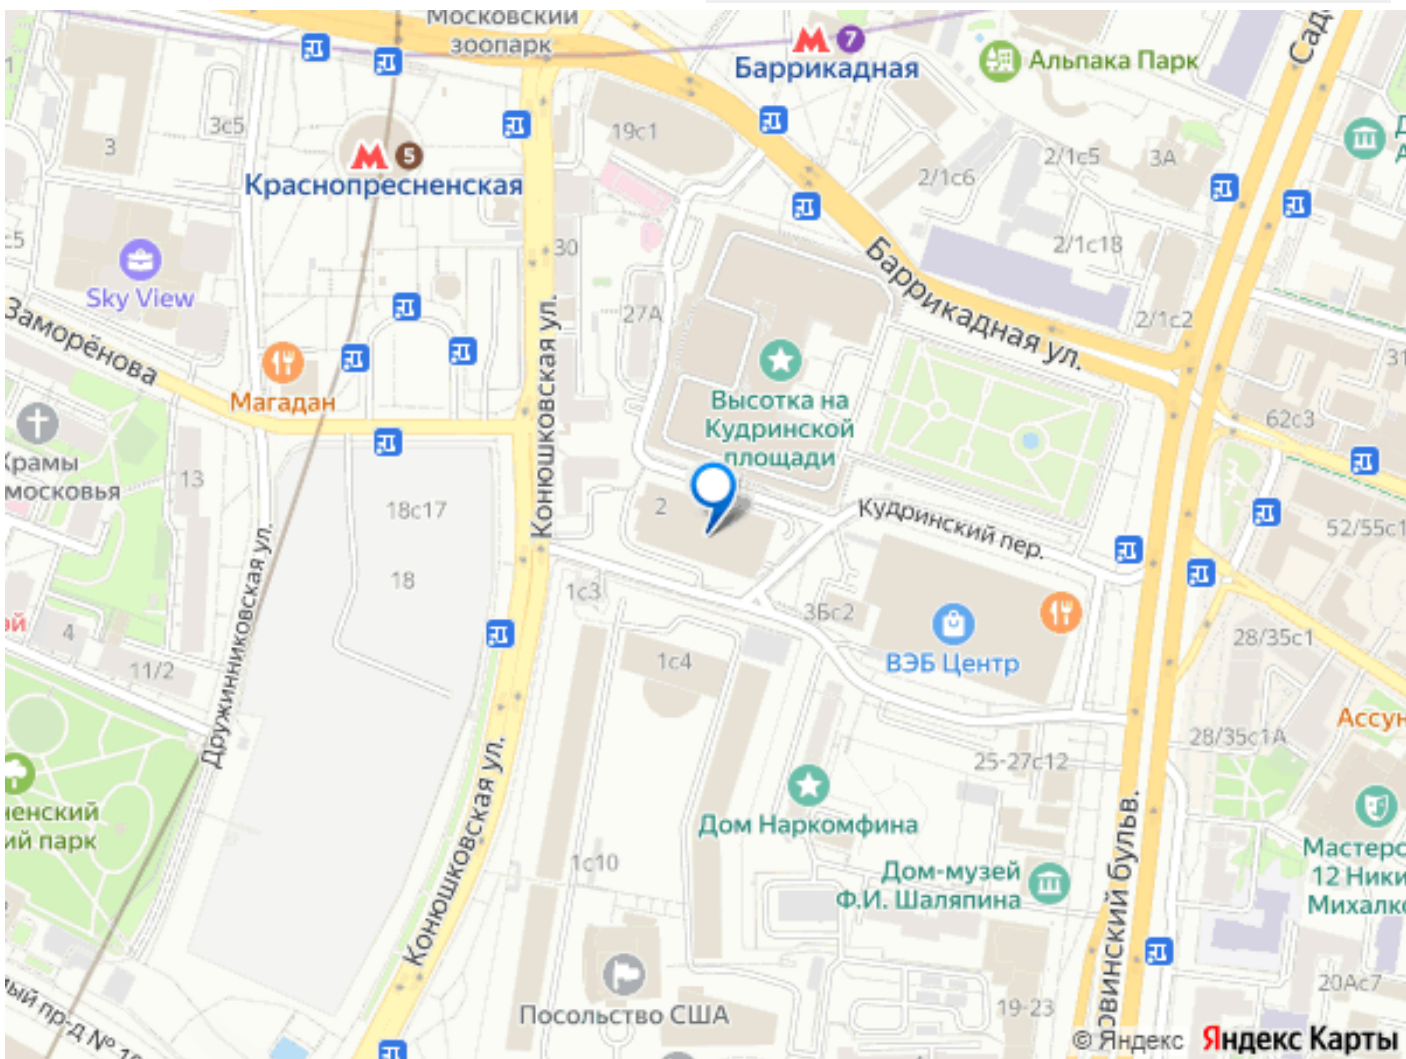 Московский
зоопарк
7
Баррикадная
Альпака Парк
3с5
3
19с1
5
Краснопресненская
2/1с6
2/1с5
3А
2/1с18
30
Sky View
27А
Баррикадная ул.
2/1с2
Заморёнова
Магадан
Конюшковская ул.
Высотка на
Кудринской
площади
62с3
13
18с17
2
Кудринский пер.
52/55с1
18
1с3
3Бс2
Дружинниковская ул.
4
11/2
1с4
ВЭБ Центр
28/35с1
28/35с1А
25-27с12
Конюшковская ул.
Дом Наркомфина
1с10
Дом-музей
Ф.И. Шаляпина
Посольство США
19-23
20Ас7
© Яндекс Яндекс Карты